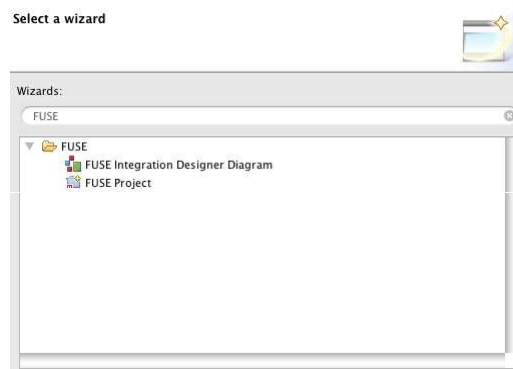 Select a wizard
Wizards:
FUSE
FUSE
FUSE Integration Designer Diagram
FUSE Project